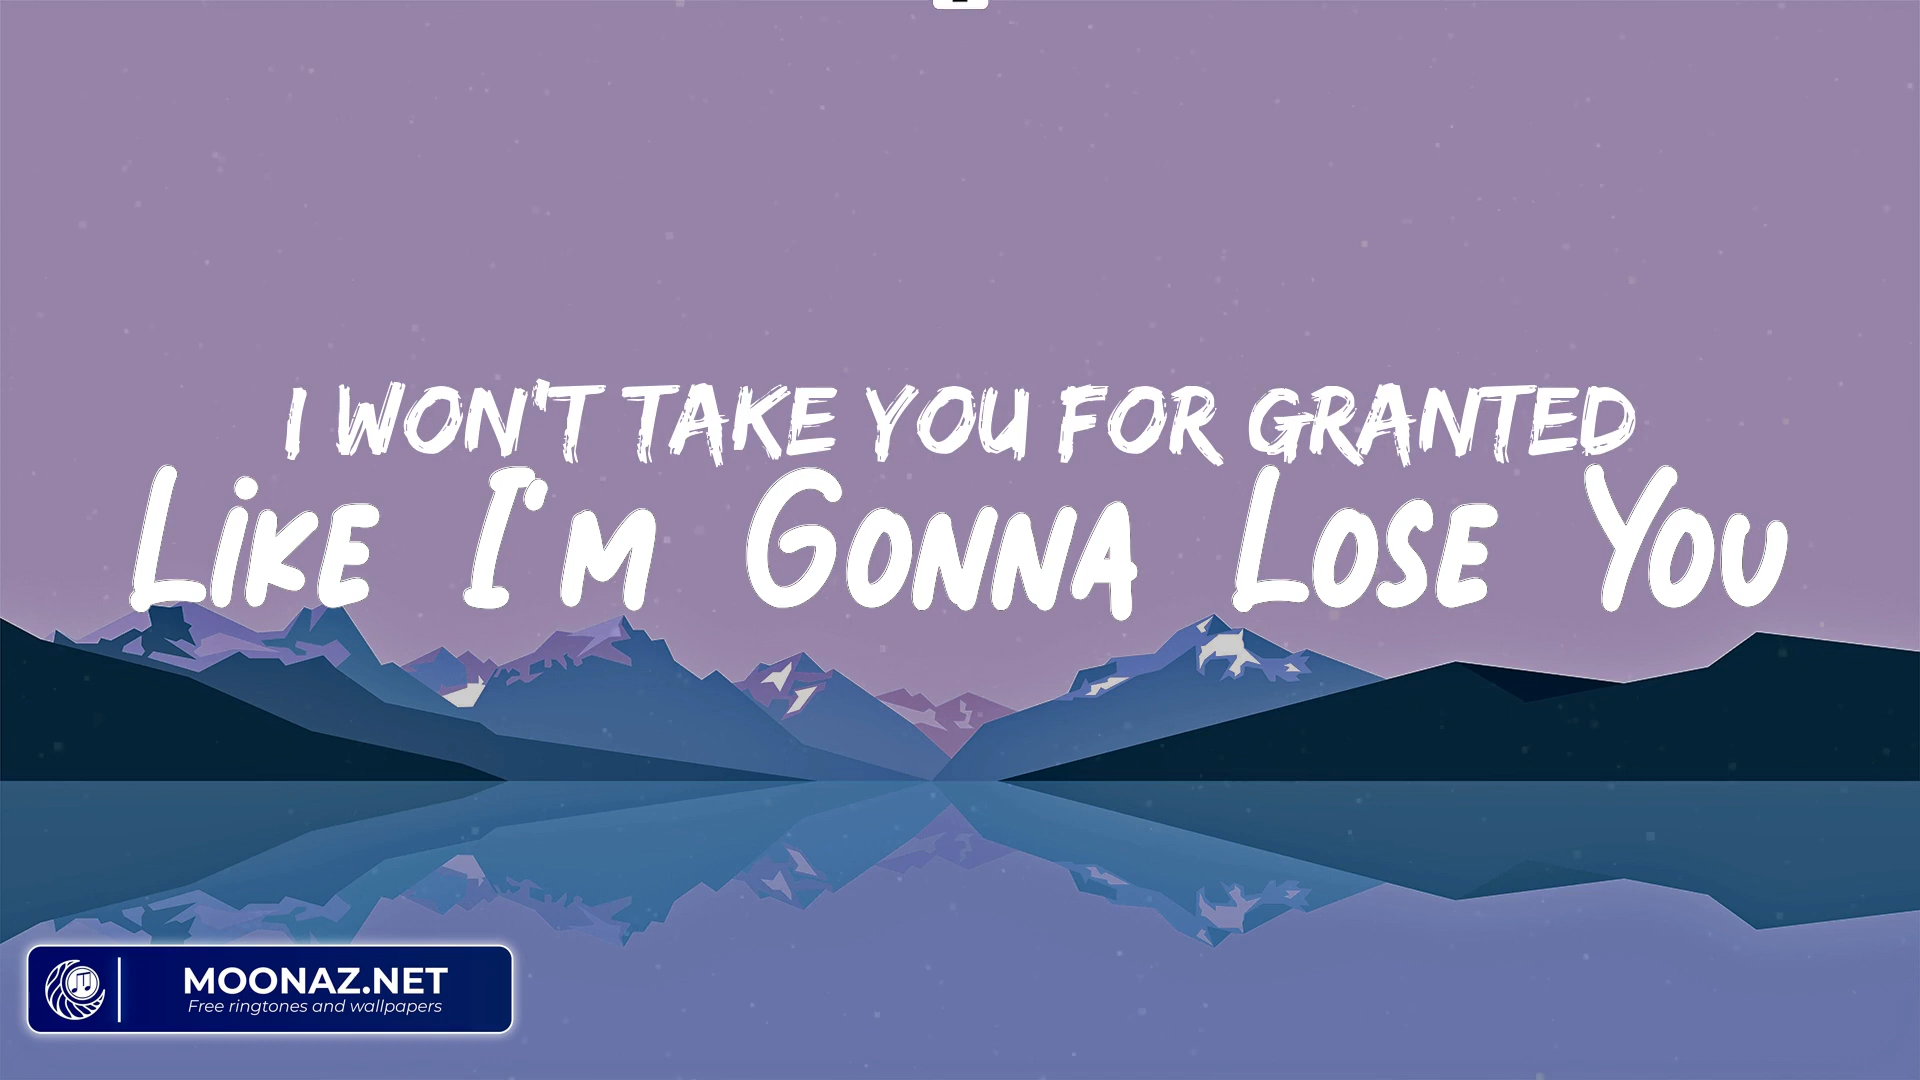 I WON'T TAKE YOU FOR GRANTED
Like I'm Gonna Lose You
MOONAZ.NET
Free ringtones and wallpapers